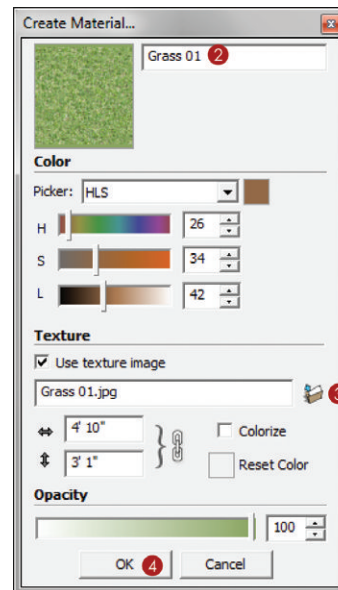 Create Material...
Grass 01 2
Color
Picker: HLS
H 26
S 34
L 42
Texture
Use texture image
Grass 01.jpg 3
4' 10" Colorize
3' 1" Reset Color
Opacity
100
OK 4 Cancel